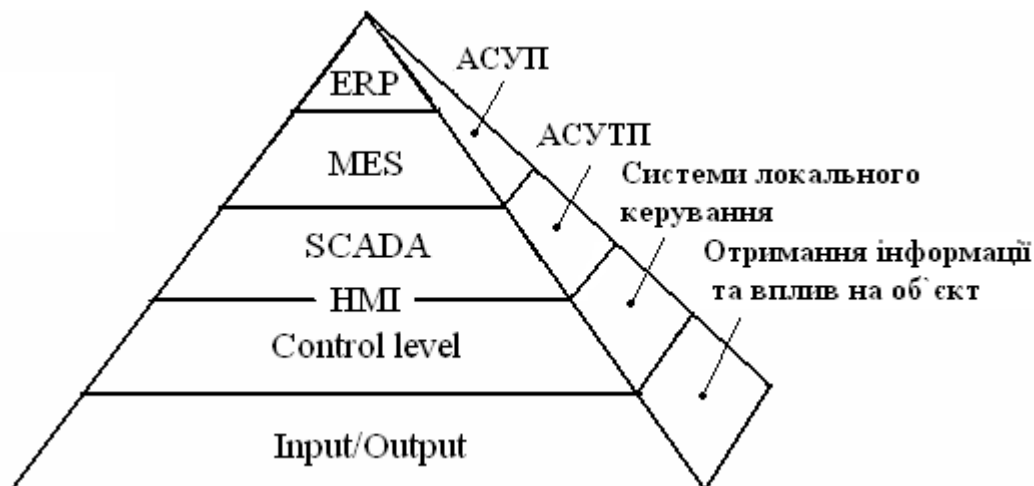 ERP
MES
SCADA
HMI
Control level
Input/Output
АСУП
АСУТП
Системи локального
керування
Отримання інформації
та вплив на об`єкт